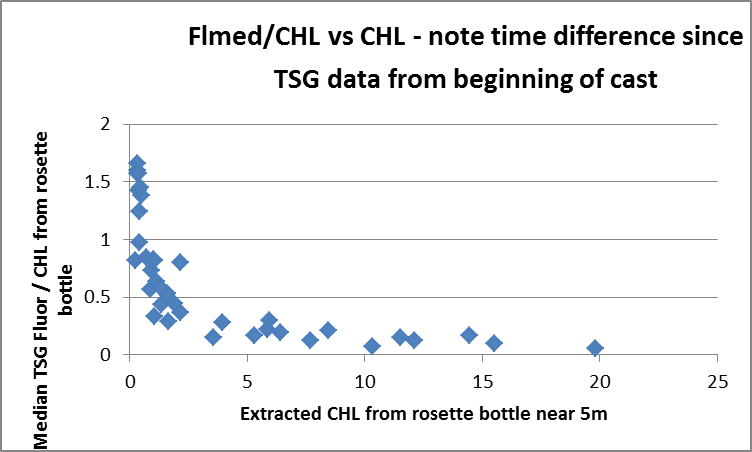 Flmed/CHL vs CHL - note time difference since
TSG data from beginning of cast
Median TSG Fluor / CHL from rosette
bottle
2
1.5
1
0.5
0
0
5
10
15
20
25
Extracted CHL from rosette bottle near 5m